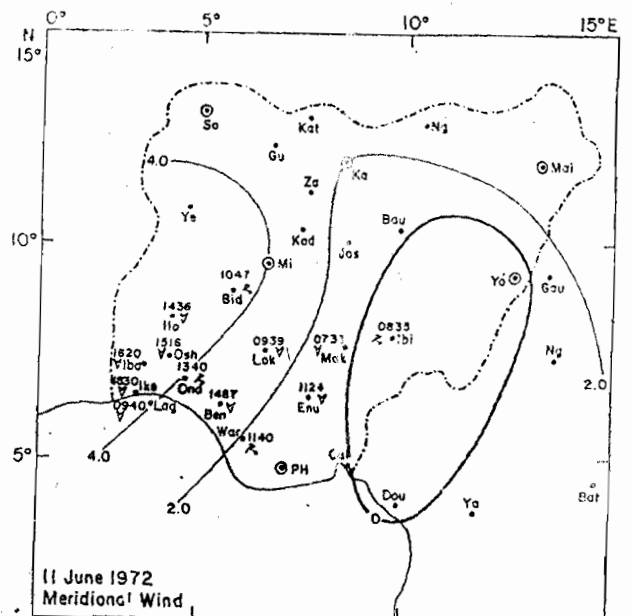 0° 5° 10° 15°E
N
15°
So
Kat
Ng
Gu
4.0
Ka
Mai
Za
Ye
Bau
10°
Kad
Jos
Mi
1047
Bid
Yo
Gau
1436
Ilo
1516
Osh
0939
Lok
Mak
0835
Ibi
1620
Iba
1340
Ond
Ng
Ike
1487
Ben
1124
Enu
2.0
0940
Lag
War
1140
5°
4.0
PH
Ca
2.0
Dou
Ya
Bat
0
11 June 1972
Meridional Wind